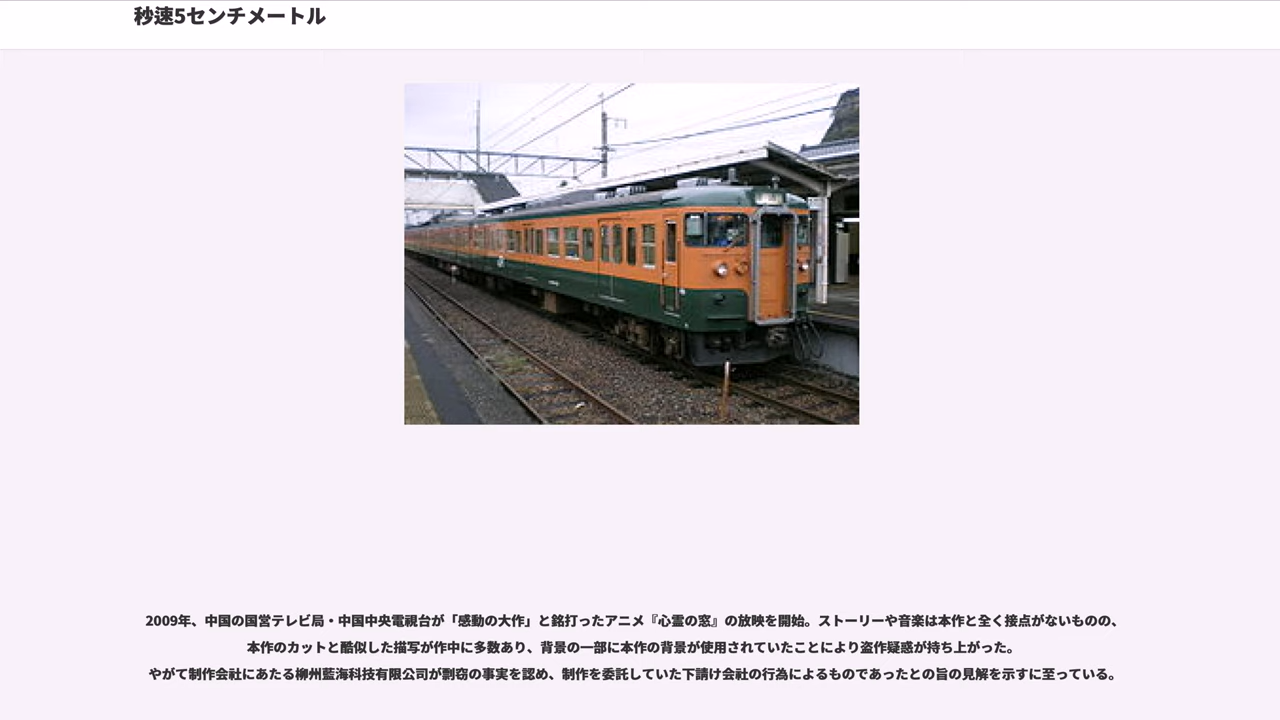 秒速5センチメートル
2009年、中国の国営テレビ局・中国中央電視台が「感動の大作」と銘打ったアニメ『心霊の窓』の放映を開始。ストーリーや音楽は本作と全く接点がないものの、
本作のカットと酷似した描写が作中に多数あり、背景の一部に本作の背景が使用されていたことにより盗作疑惑が持ち上がった。
やがて制作会社にあたる柳州藍海科技有限公司が剽窃の事実を認め、制作を委託していた下請け会社の行為によるものであったとの旨の見解を示すに至っている。